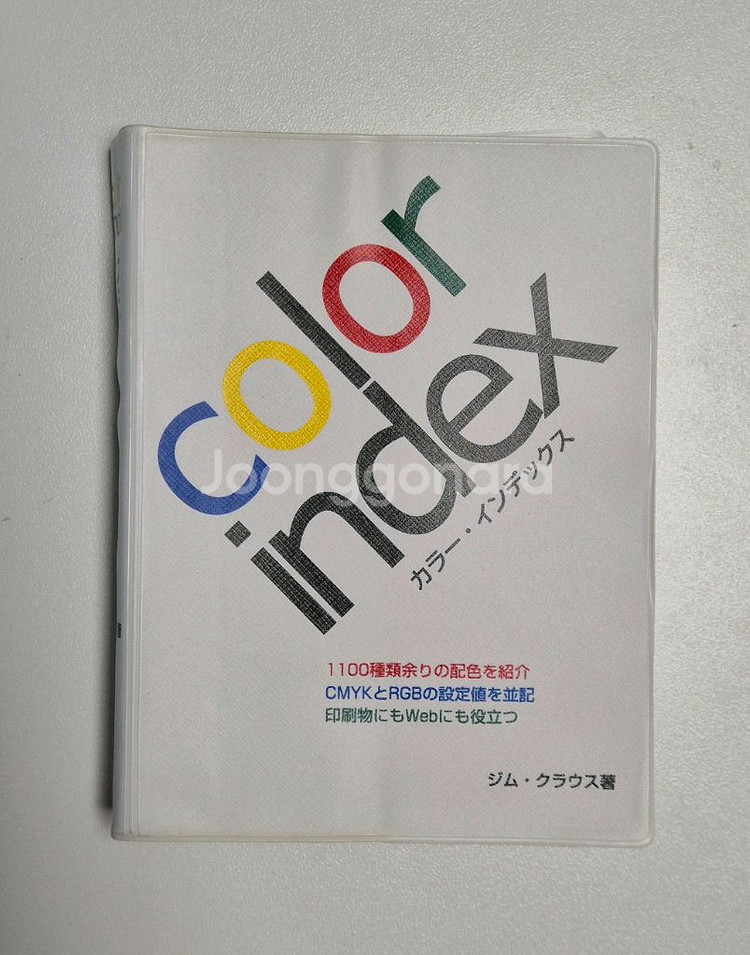 color
index
カラー・インデックス
1100種類余りの配色を紹介
CMYKとRGBの設定値を並記
印刷物にもWebにも役立つ
ジム・クラウス著
Joonggonara